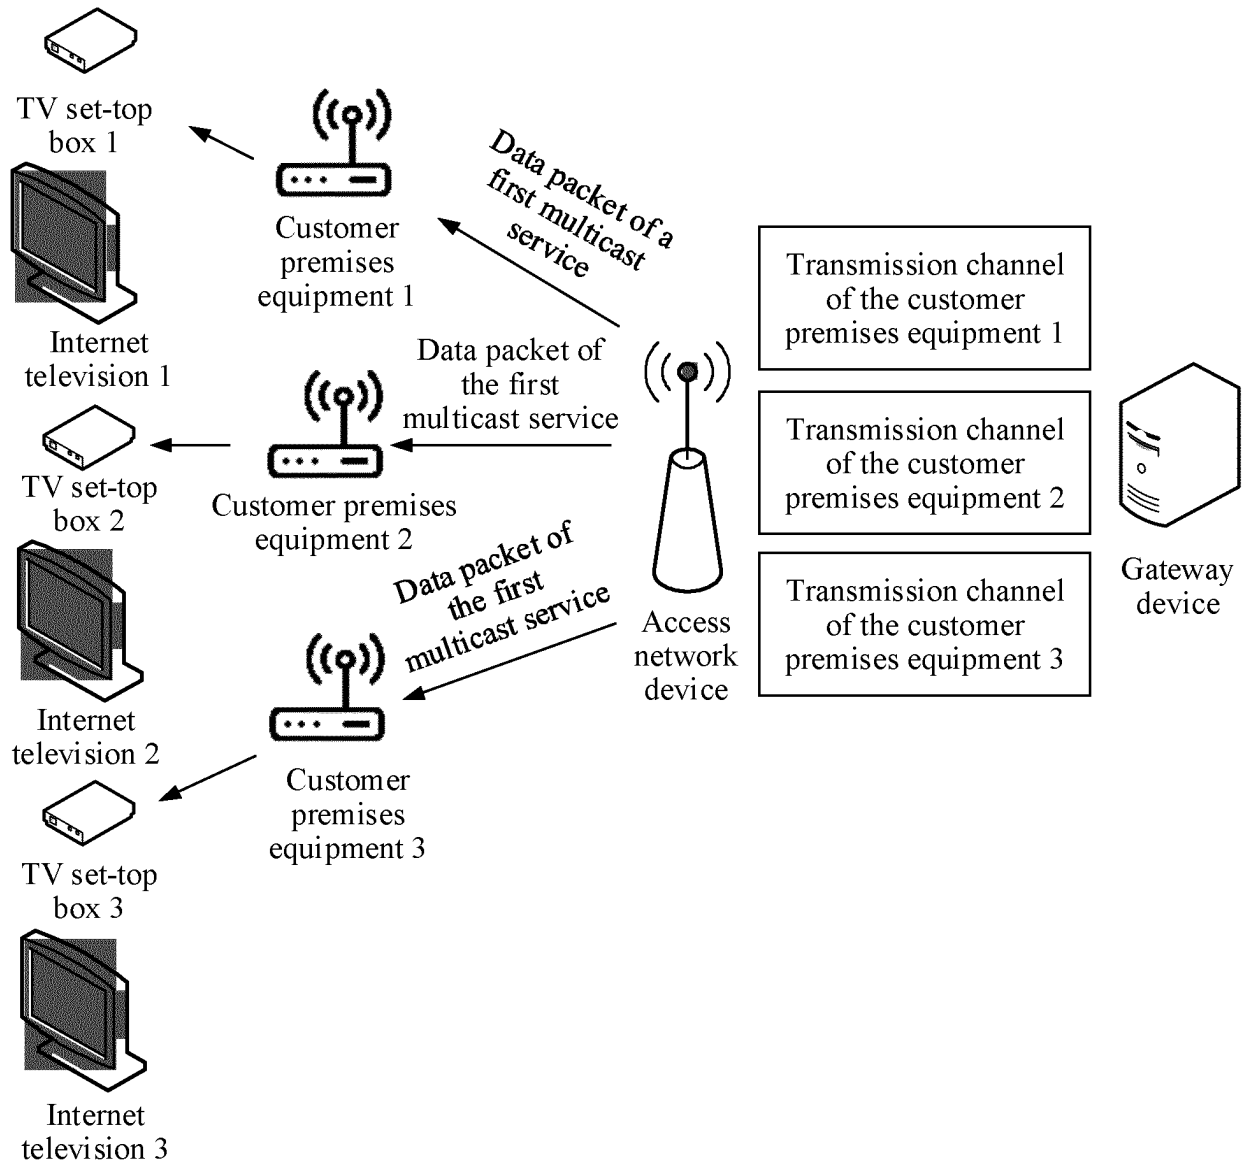 TV set-top
box 1
Internet
television 1
TV set-top
box 2
Internet
television 2
TV set-top
box 3
Internet
television 3
Customer
premises
equipment 1
Customer premises
equipment 2
Customer
premises
equipment 3
Data packet of a
first multicast
service
Data packet of
the first
multicast service
Data packet of
the first
multicast service
Access
network
device
Transmission channel
of the customer
premises equipment 1
Transmission channel
of the customer
premises equipment 2
Transmission channel
of the customer
premises equipment 3
Gateway
device